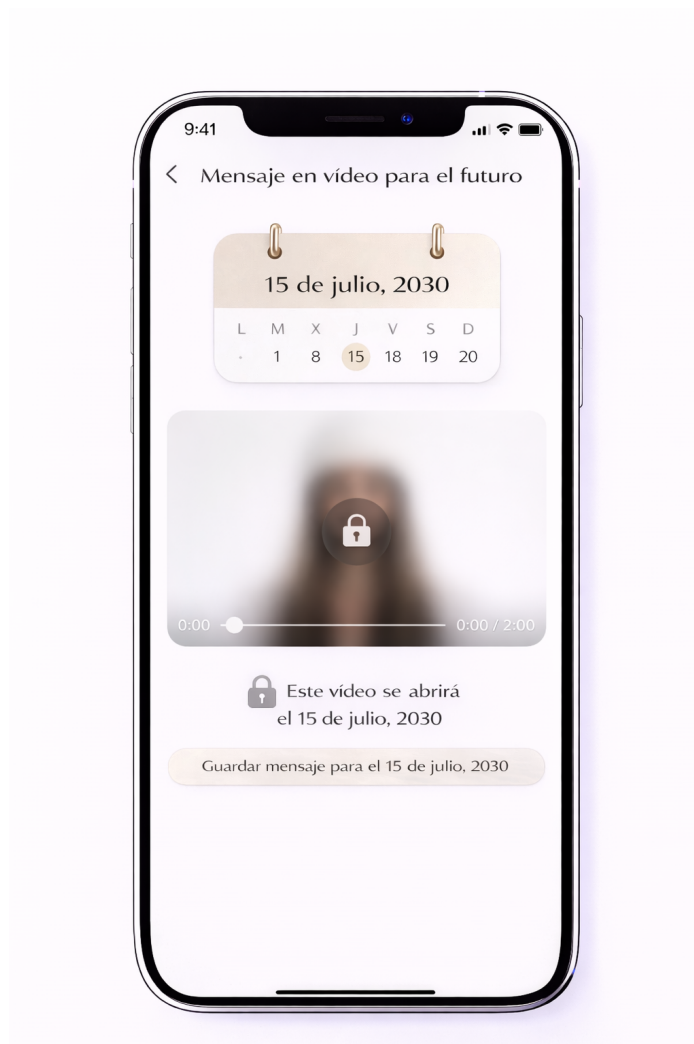 9:41
Mensaje en vídeo para el futuro
15 de julio, 2030
L M X J V S D
· 1 8 15 18 19 20
0:00 0:00 / 2:00
Este vídeo se abrirá
el 15 de julio, 2030
Guardar mensaje para el 15 de julio, 2030